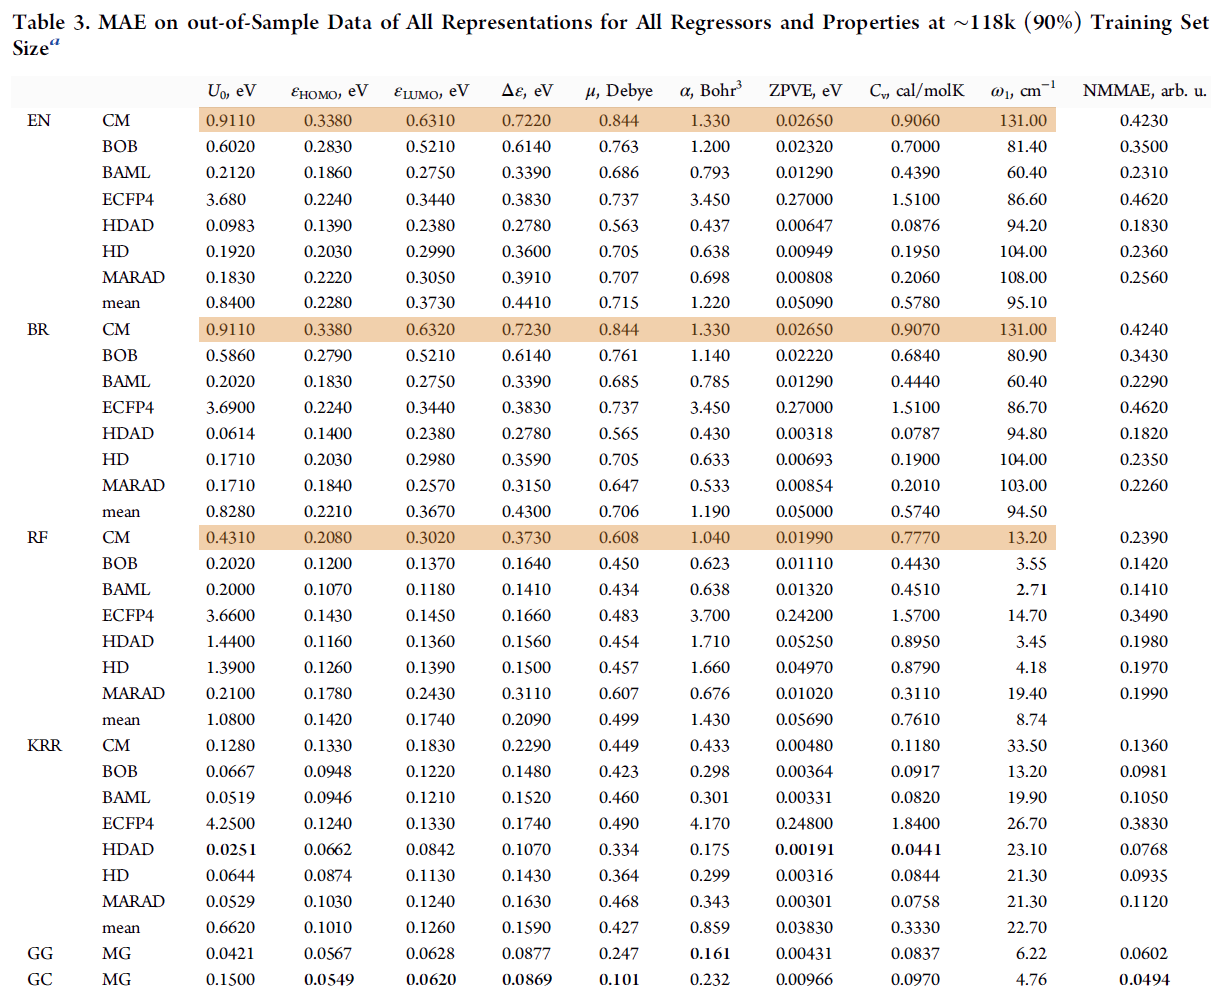 Table 3. MAE on out-of-Sample Data of All Representations for All Regressors and Properties at ∼118k (90%) Training Set
Size^a
U₀, eV ε_HOMO, eV ε_LUMO, eV Δε, eV μ, Debye α, Bohr³ ZPVE, eV Cᵥ, cal/molK ω₁, cm⁻¹ NMMAE, arb. u.
EN CM 0.9110 0.3380 0.6310 0.7220 0.844 1.330 0.02650 0.9060 131.00 0.4230
BOB 0.6020 0.2830 0.5210 0.6140 0.763 1.200 0.02320 0.7000 81.40 0.3500
BAML 0.2120 0.1860 0.2750 0.3390 0.686 0.793 0.01290 0.4390 60.40 0.2310
ECFP4 3.680 0.2240 0.3440 0.3830 0.737 3.450 0.27000 1.5100 86.60 0.4620
HDAD 0.0983 0.1390 0.2380 0.2780 0.563 0.437 0.00647 0.0876 94.20 0.1830
HD 0.1920 0.2030 0.2990 0.3600 0.705 0.638 0.00949 0.1950 104.00 0.2360
MARAD 0.1830 0.2220 0.3050 0.3910 0.707 0.698 0.00808 0.2060 108.00 0.2560
mean 0.8400 0.2280 0.3730 0.4410 0.715 1.220 0.05090 0.5780 95.10
BR CM 0.9110 0.3380 0.6320 0.7230 0.844 1.330 0.02650 0.9070 131.00 0.4240
BOB 0.5860 0.2790 0.5210 0.6140 0.761 1.140 0.02220 0.6840 80.90 0.3430
BAML 0.2020 0.1830 0.2750 0.3390 0.685 0.785 0.01290 0.4440 60.40 0.2290
ECFP4 3.6900 0.2240 0.3440 0.3830 0.737 3.450 0.27000 1.5100 86.70 0.4620
HDAD 0.0614 0.1400 0.2380 0.2780 0.565 0.430 0.00318 0.0787 94.80 0.1820
HD 0.1710 0.2030 0.2980 0.3590 0.705 0.633 0.00693 0.1900 104.00 0.2350
MARAD 0.1710 0.1840 0.2570 0.3150 0.647 0.533 0.00854 0.2010 103.00 0.2260
mean 0.8280 0.2210 0.3670 0.4300 0.706 1.190 0.05000 0.5740 94.50
RF CM 0.4310 0.2080 0.3020 0.3730 0.608 1.040 0.01990 0.7770 13.20 0.2390
BOB 0.2020 0.1200 0.1370 0.1640 0.450 0.623 0.01110 0.4430 3.55 0.1420
BAML 0.2000 0.1070 0.1180 0.1410 0.434 0.638 0.01320 0.4510 2.71 0.1410
ECFP4 3.6600 0.1430 0.1450 0.1660 0.483 3.700 0.24200 1.5700 14.70 0.3490
HDAD 1.4400 0.1160 0.1360 0.1560 0.454 1.710 0.05250 0.8950 3.45 0.1980
HD 1.3900 0.1260 0.1390 0.1500 0.457 1.660 0.04970 0.8790 4.18 0.1970
MARAD 0.2100 0.1780 0.2430 0.3110 0.607 0.676 0.01020 0.3110 19.40 0.1990
mean 1.0800 0.1420 0.1740 0.2090 0.499 1.430 0.05690 0.7610 8.74
KRR CM 0.1280 0.1330 0.1830 0.2290 0.449 0.433 0.00480 0.1180 33.50 0.1360
BOB 0.0667 0.0948 0.1220 0.1480 0.423 0.298 0.00364 0.0917 13.20 0.0981
BAML 0.0519 0.0946 0.1210 0.1520 0.460 0.301 0.00331 0.0820 19.90 0.1050
ECFP4 4.2500 0.1240 0.1330 0.1740 0.490 4.170 0.24800 1.8400 26.70 0.3830
HDAD 0.0251 0.0662 0.0842 0.1070 0.334 0.175 0.00191 0.0441 23.10 0.0768
HD 0.0644 0.0874 0.1130 0.1430 0.364 0.299 0.00316 0.0844 21.30 0.0935
MARAD 0.0529 0.1030 0.1240 0.1630 0.468 0.343 0.00301 0.0758 21.30 0.1120
mean 0.6620 0.1010 0.1260 0.1590 0.427 0.859 0.03830 0.3330 22.70
GG MG 0.0421 0.0567 0.0628 0.0877 0.247 0.161 0.00431 0.0837 6.22 0.0602
GC MG 0.1500 0.0549 0.0620 0.0869 0.101 0.232 0.00966 0.0970 4.76 0.0494